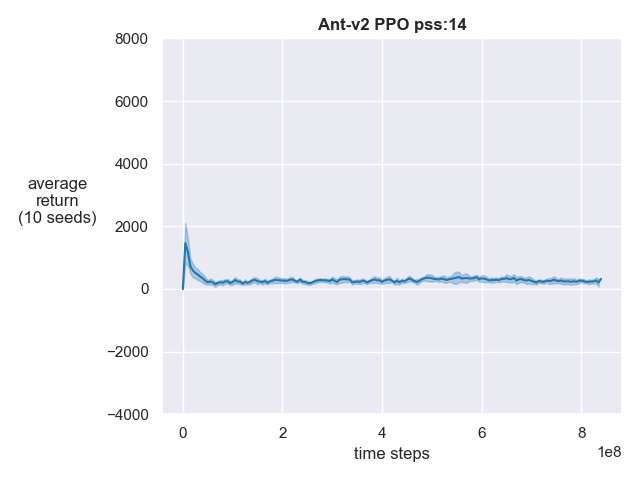 Ant-v2 PPO pss:14
8000
6000
4000
average
return
(10 seeds)
2000
0
−2000
−4000
0 2 4 6 8
1e8
time steps